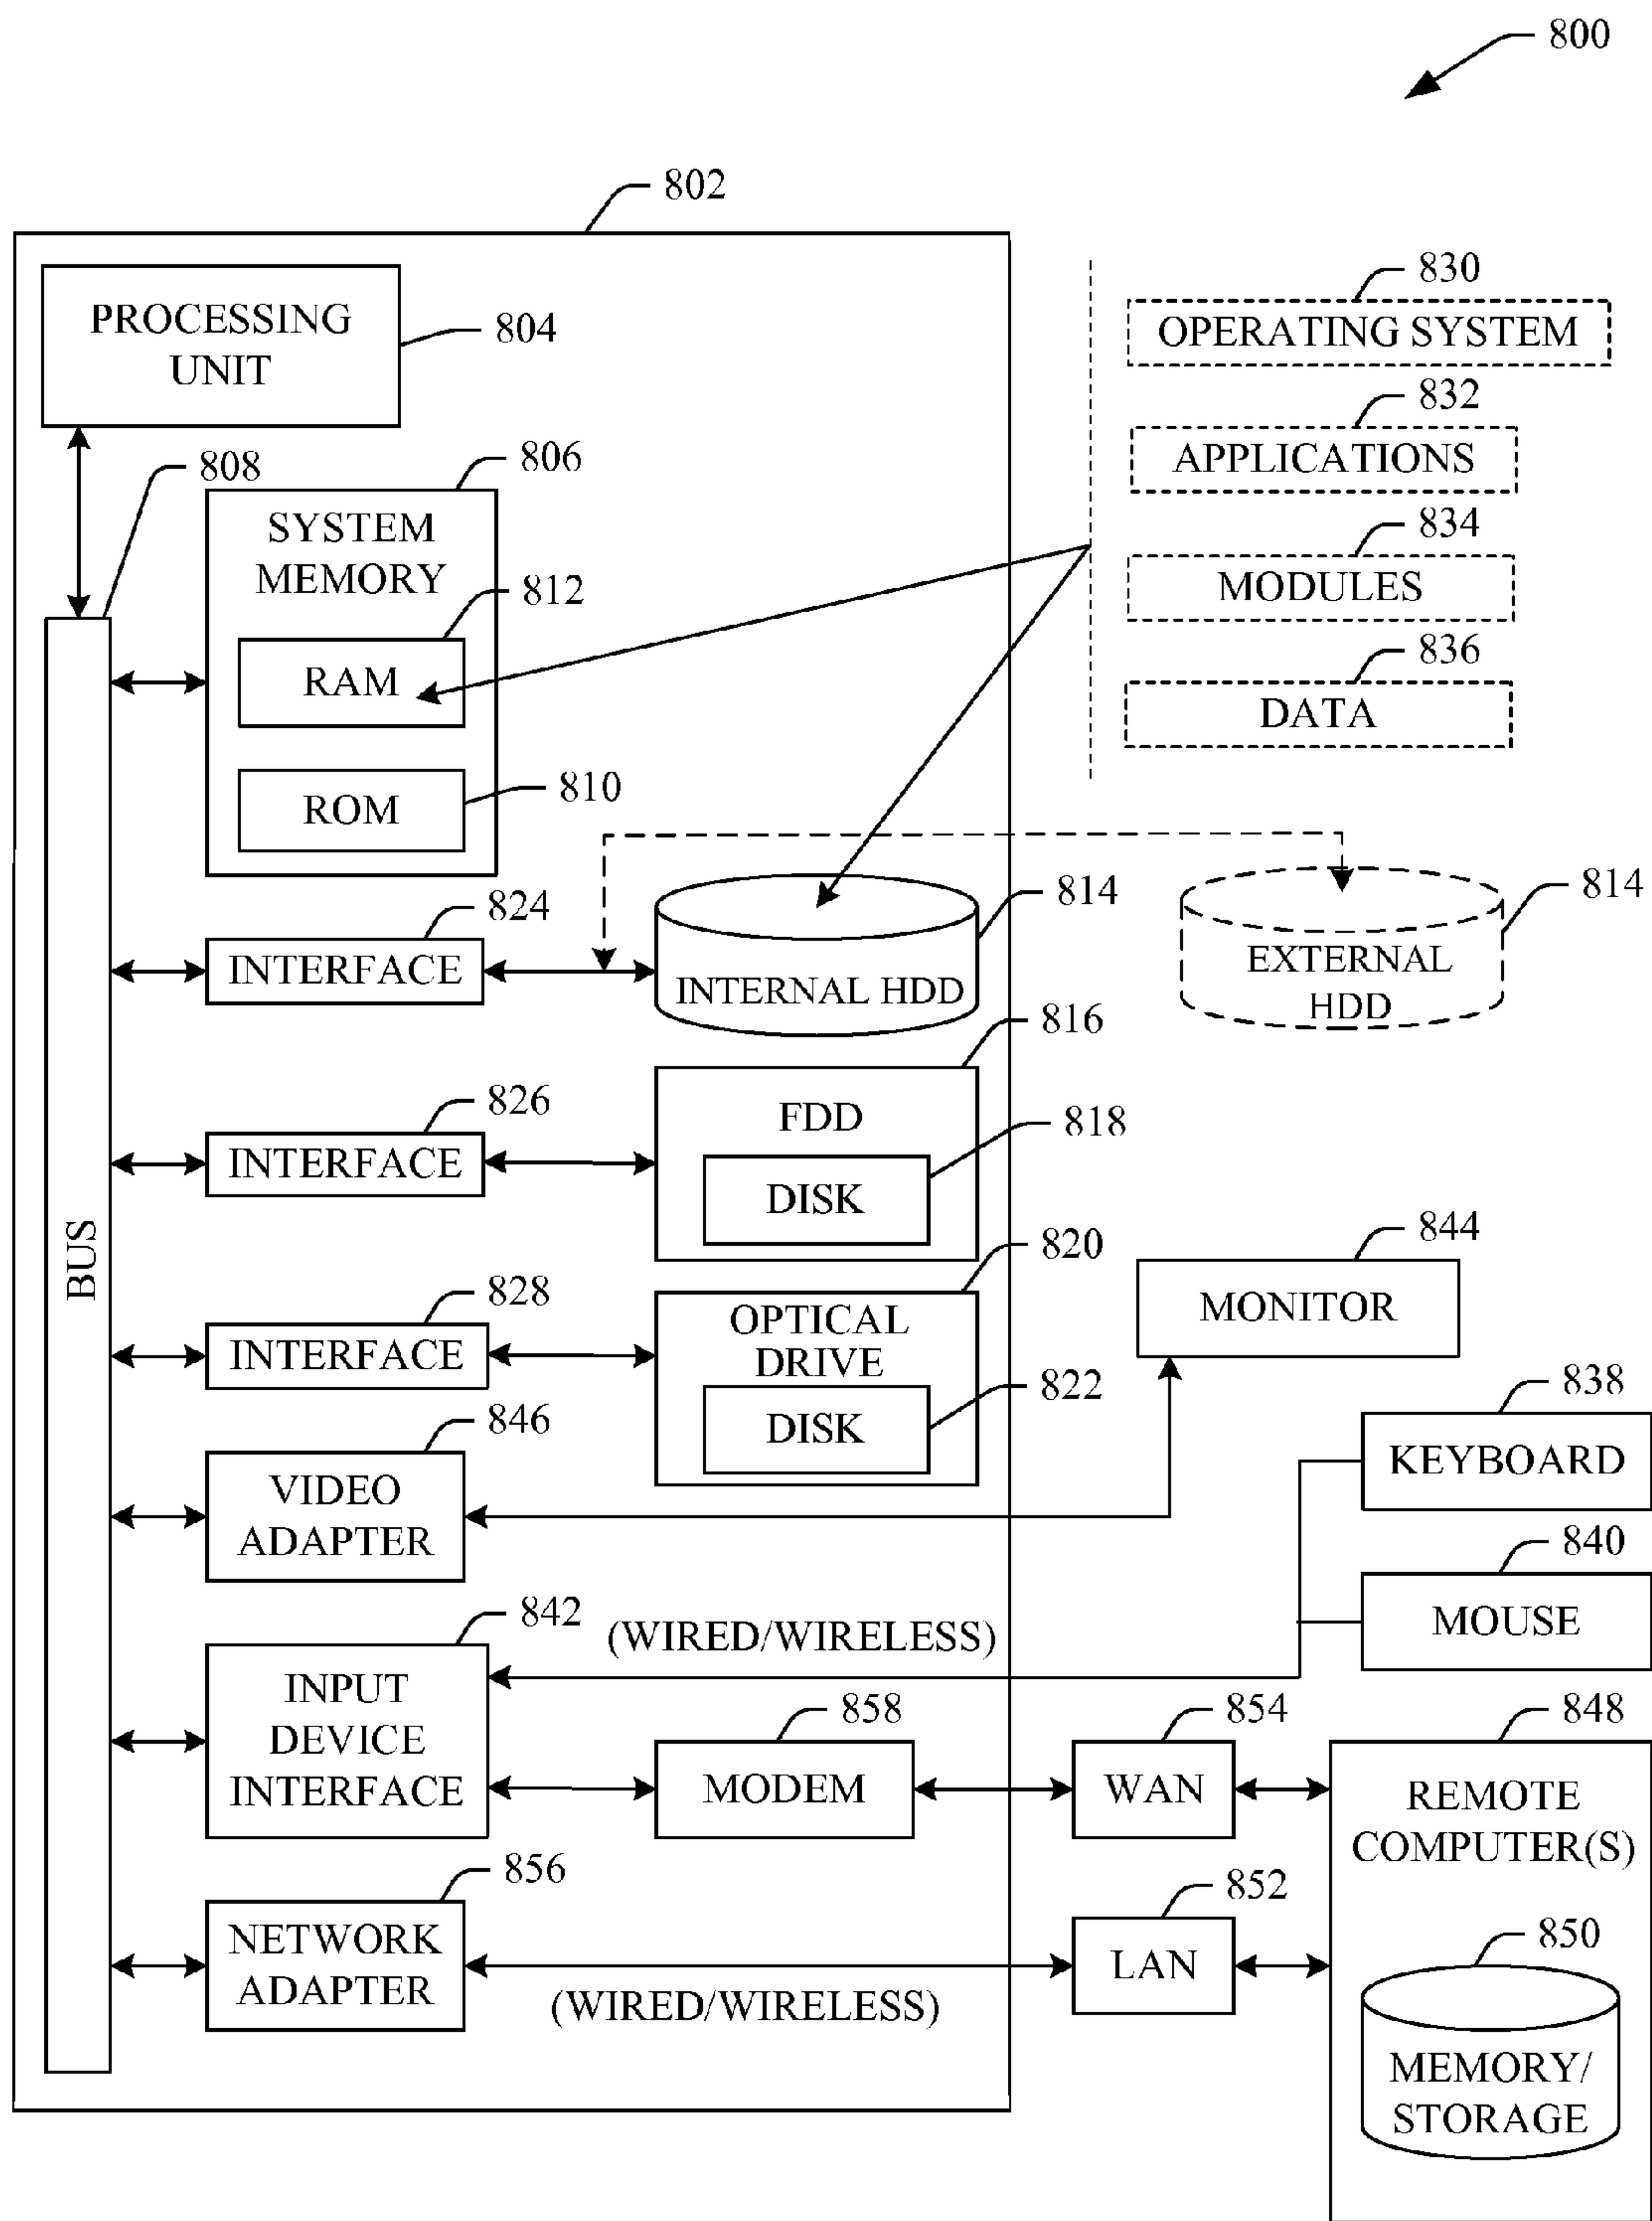 800
802
PROCESSING
UNIT
804
830
OPERATING SYSTEM
832
APPLICATIONS
834
MODULES
836
DATA
808
806
SYSTEM
MEMORY
812
RAM
ROM
810
BUS
824
INTERFACE
INTERNAL HDD
814
EXTERNAL
HDD
814
826
INTERFACE
816
FDD
818
DISK
828
INTERFACE
820
OPTICAL
DRIVE
822
DISK
844
MONITOR
846
VIDEO
ADAPTER
838
KEYBOARD
840
MOUSE
842
INPUT
DEVICE
INTERFACE
(WIRED/WIRELESS)
858
MODEM
854
WAN
848
REMOTE
COMPUTER(S)
856
NETWORK
ADAPTER
(WIRED/WIRELESS)
852
LAN
850
MEMORY/
STORAGE